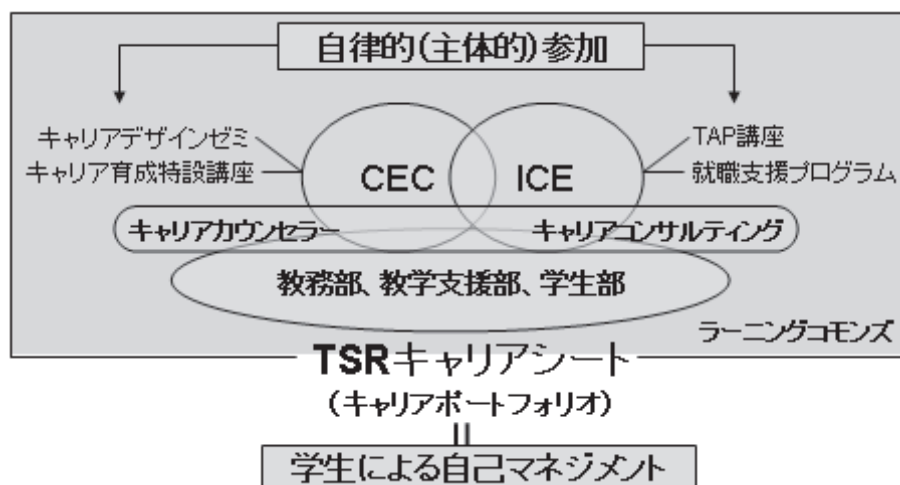 自律的(主体的)参加
キャリアデザインゼミ
キャリア育成特設講座
CEC
ICE
TAP講座
就職支援プログラム
キャリアカウンセラー
キャリアコンサルティング
教務部、教学支援部、学生部
ラーニングコモンズ
TSRキャリアシート
(キャリアポートフォリオ)
学生による自己マネジメント